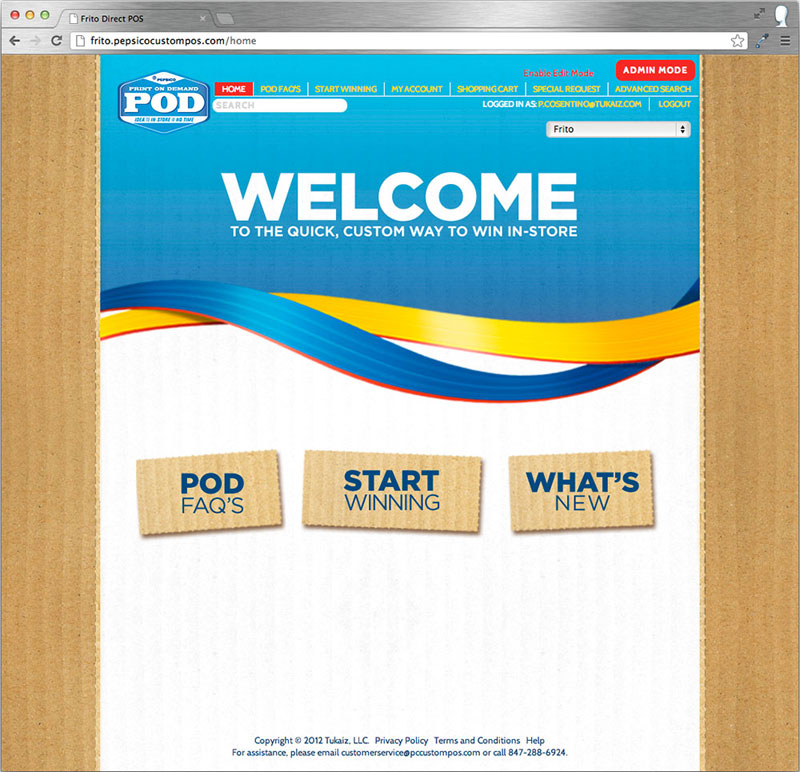 Frito Direct POS
frito.pepsicocustompos.com/home
Enable Edit Mode
ADMIN MODE
PEPSICO
PRINT ON DEMAND
POD
IDEA TO IN STORE IN NO TIME
HOME POD FAQ'S START WINNING MY ACCOUNT SHOPPING CART SPECIAL REQUEST ADVANCED SEARCH
SEARCH
LOGGED IN AS: P.COSENTINO@TUKAIZ.COM LOGOUT
Frito
WELCOME
TO THE QUICK, CUSTOM WAY TO WIN IN-STORE
POD
FAQ'S
START
WINNING
WHAT'S
NEW
Copyright © 2012 Tukaiz, LLC. Privacy Policy Terms and Conditions Help
For assistance, please email customerservice@pccustompos.com or call 847-288-6924.